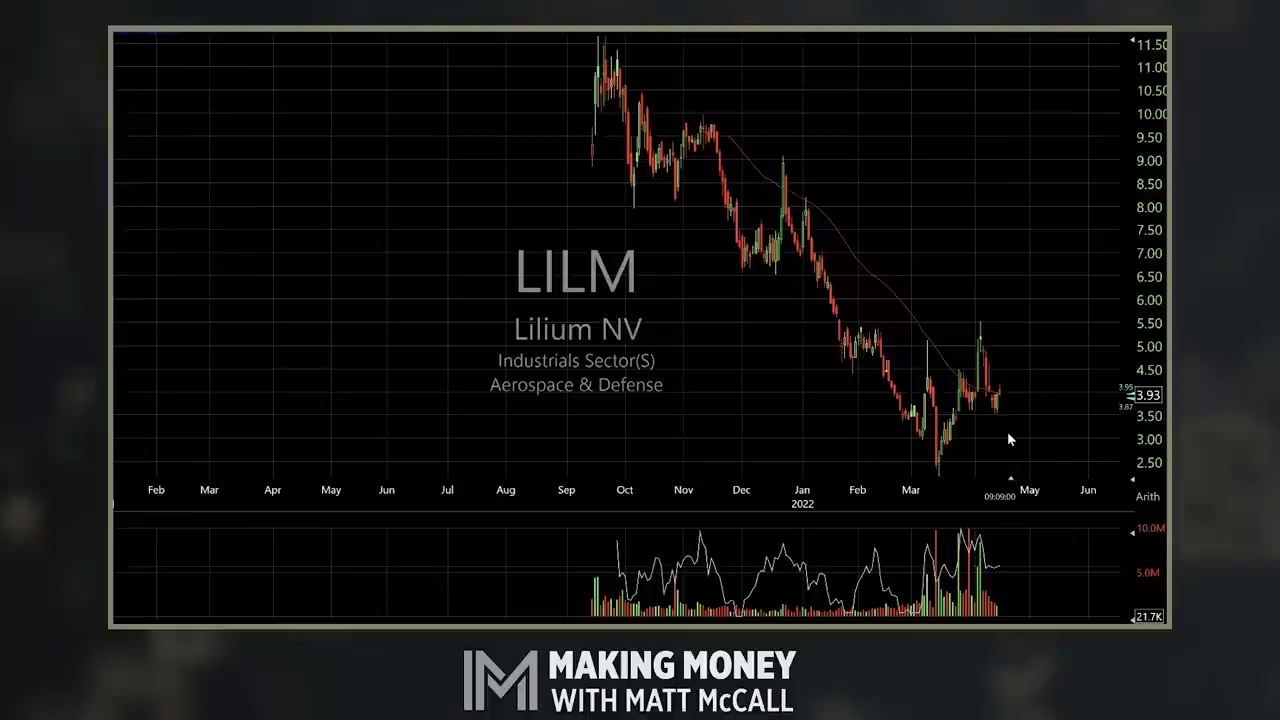 11.50
11.00
10.50
10.00
9.50
9.00
8.50
8.00
7.50
7.00
6.50
6.00
5.50
5.00
4.50
3.95
3.93
3.87
3.50
3.00
2.50
LILM
Lilium NV
Industrials Sector(S)
Aerospace & Defense
Feb Mar Apr May Jun Jul Aug Sep Oct Nov Dec Jan Feb Mar May Jun
2022
09:09:00
Arith
10.0M
5.0M
21.7K
MAKING MONEY
WITH MATT McCALL